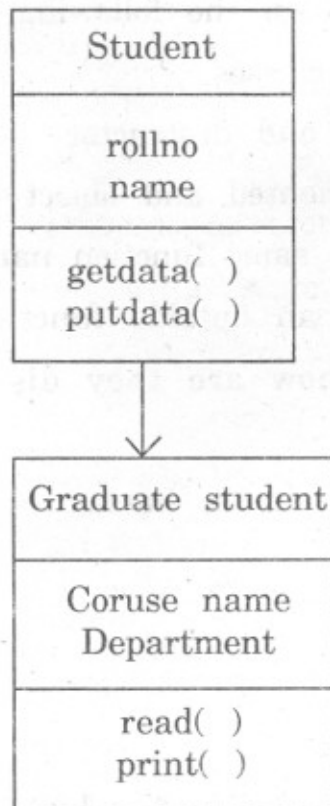 Student
rollno
name
getdata( )
putdata( )
Graduate student
Coruse name
Department
read( )
print( )